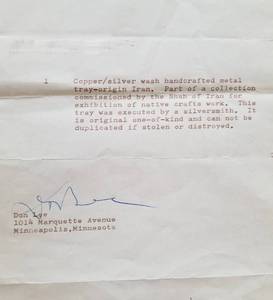 1 Copper/silver wash handcrafted metal
tray-origin Iran. Part of a collection
commissioned by the Shah of Iran for
exhibition of native crafts work. This
tray was executed by a silversmith. It
is original one-of-kind and can not be
duplicated if stolen or distroyed.
Don Lee
1014 Marquette Avenue
Minneapolis,Minnesota